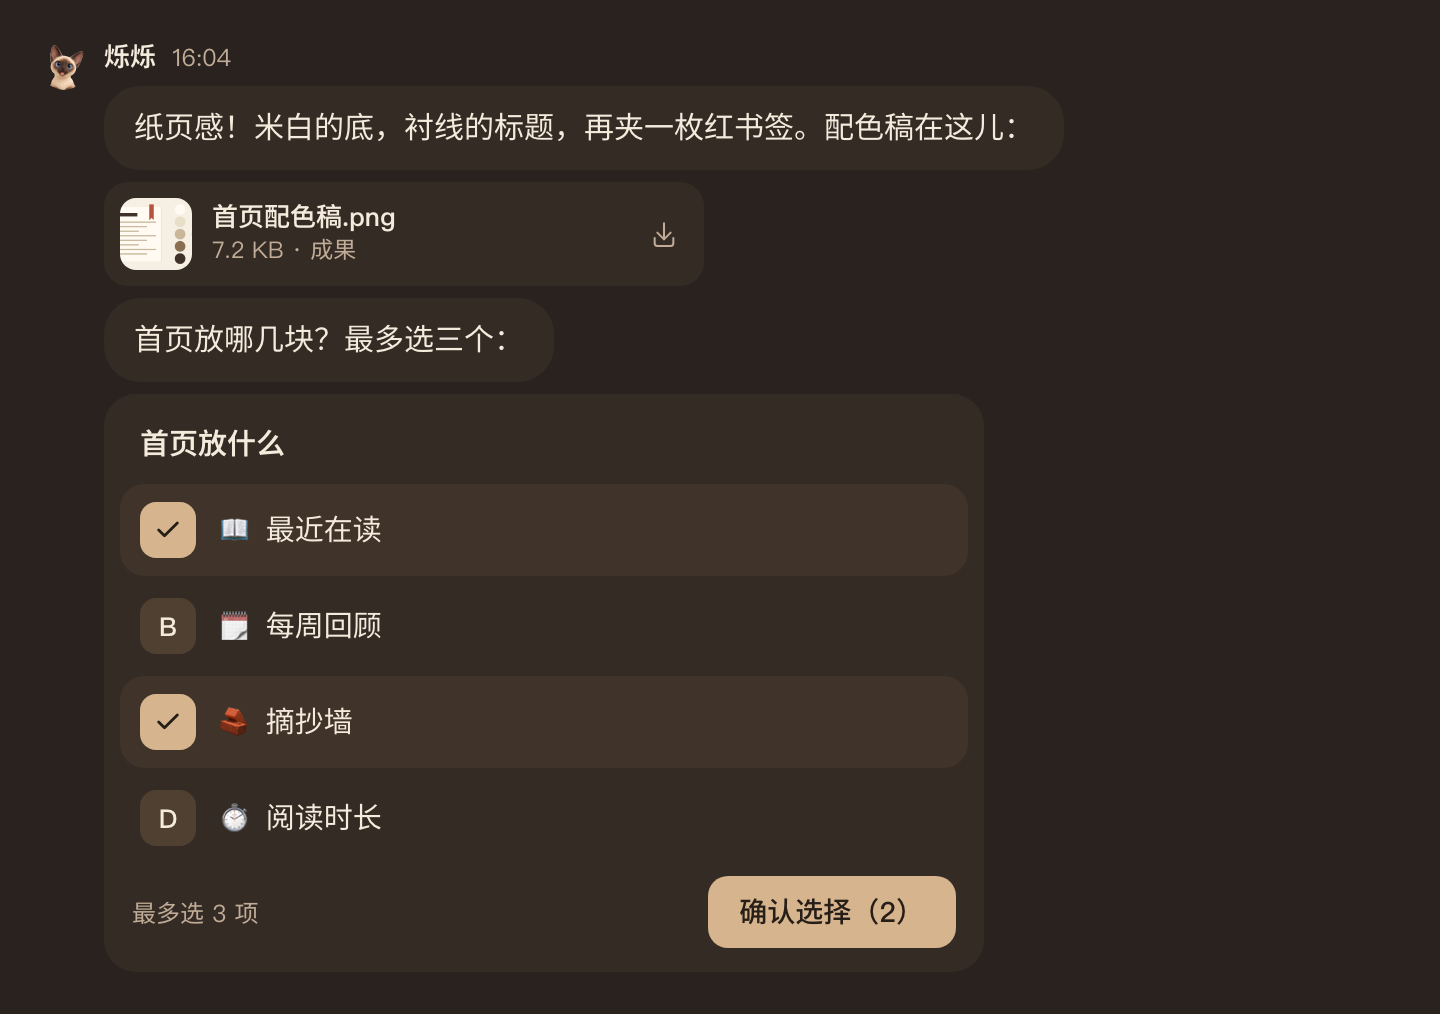 烁烁 16:04
纸页感！米白的底，衬线的标题，再夹一枚红书签。配色稿在这儿：
首页配色稿.png
7.2 KB · 成果
首页放哪几块？最多选三个：
首页放什么
最近在读
B 每周回顾
摘抄墙
D 阅读时长
最多选 3 项
确认选择（2）